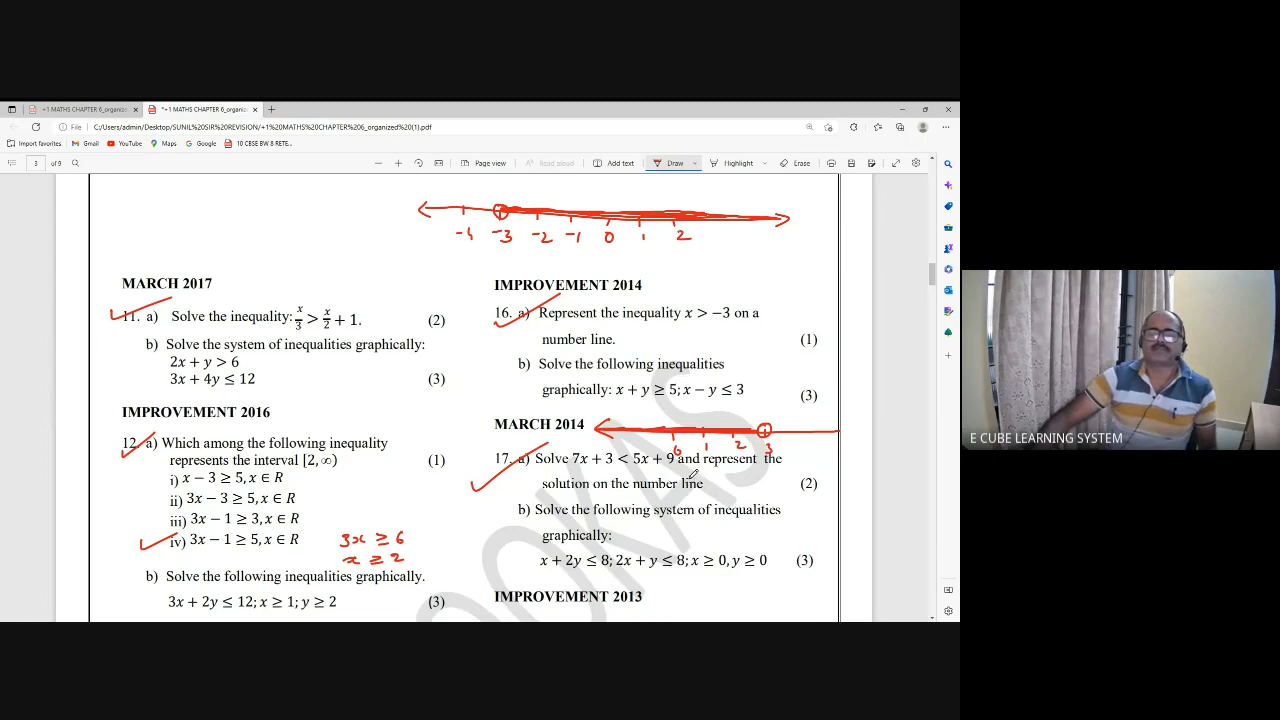 +1 MATHS CHAPTER 6_organize
*+1 MATHS CHAPTER 6_organize
File
C:/Users/admin/Desktop/SUNIL%20SIR%20REVISION/+1%20MATHS%20CHAPTER%206_organized%20(1).pdf
Import favorites
Gmail
YouTube
Maps
Google
10 CBSE BW 8 RETE...
3 of 9
Page view
Read aloud
Add text
Draw
Highlight
Erase
-4 -3 -2 -1 0 1 2
MARCH 2017
11. a) Solve the inequality: x/3 > x/2 + 1. (2)
b) Solve the system of inequalities graphically:
2x + y > 6
3x + 4y ≤ 12 (3)
IMPROVEMENT 2016
12. a) Which among the following inequality
represents the interval [2, ∞) (1)
i) x − 3 ≥ 5, x ∈ R
ii) 3x − 3 ≥ 5, x ∈ R
iii) 3x − 1 ≥ 3, x ∈ R
iv) 3x − 1 ≥ 5, x ∈ R
3x ≥ 6
x ≥ 2
b) Solve the following inequalities graphically.
3x + 2y ≤ 12; x ≥ 1; y ≥ 2 (3)
IMPROVEMENT 2014
16. a) Represent the inequality x > −3 on a
number line. (1)
b) Solve the following inequalities
graphically: x + y ≥ 5; x − y ≤ 3 (3)
MARCH 2014
0 1 2 3
17. a) Solve 7x + 3 < 5x + 9 and represent the
solution on the number line (2)
b) Solve the following system of inequalities
graphically:
x + 2y ≤ 8; 2x + y ≤ 8; x ≥ 0, y ≥ 0 (3)
IMPROVEMENT 2013
E CUBE LEARNING SYSTEM